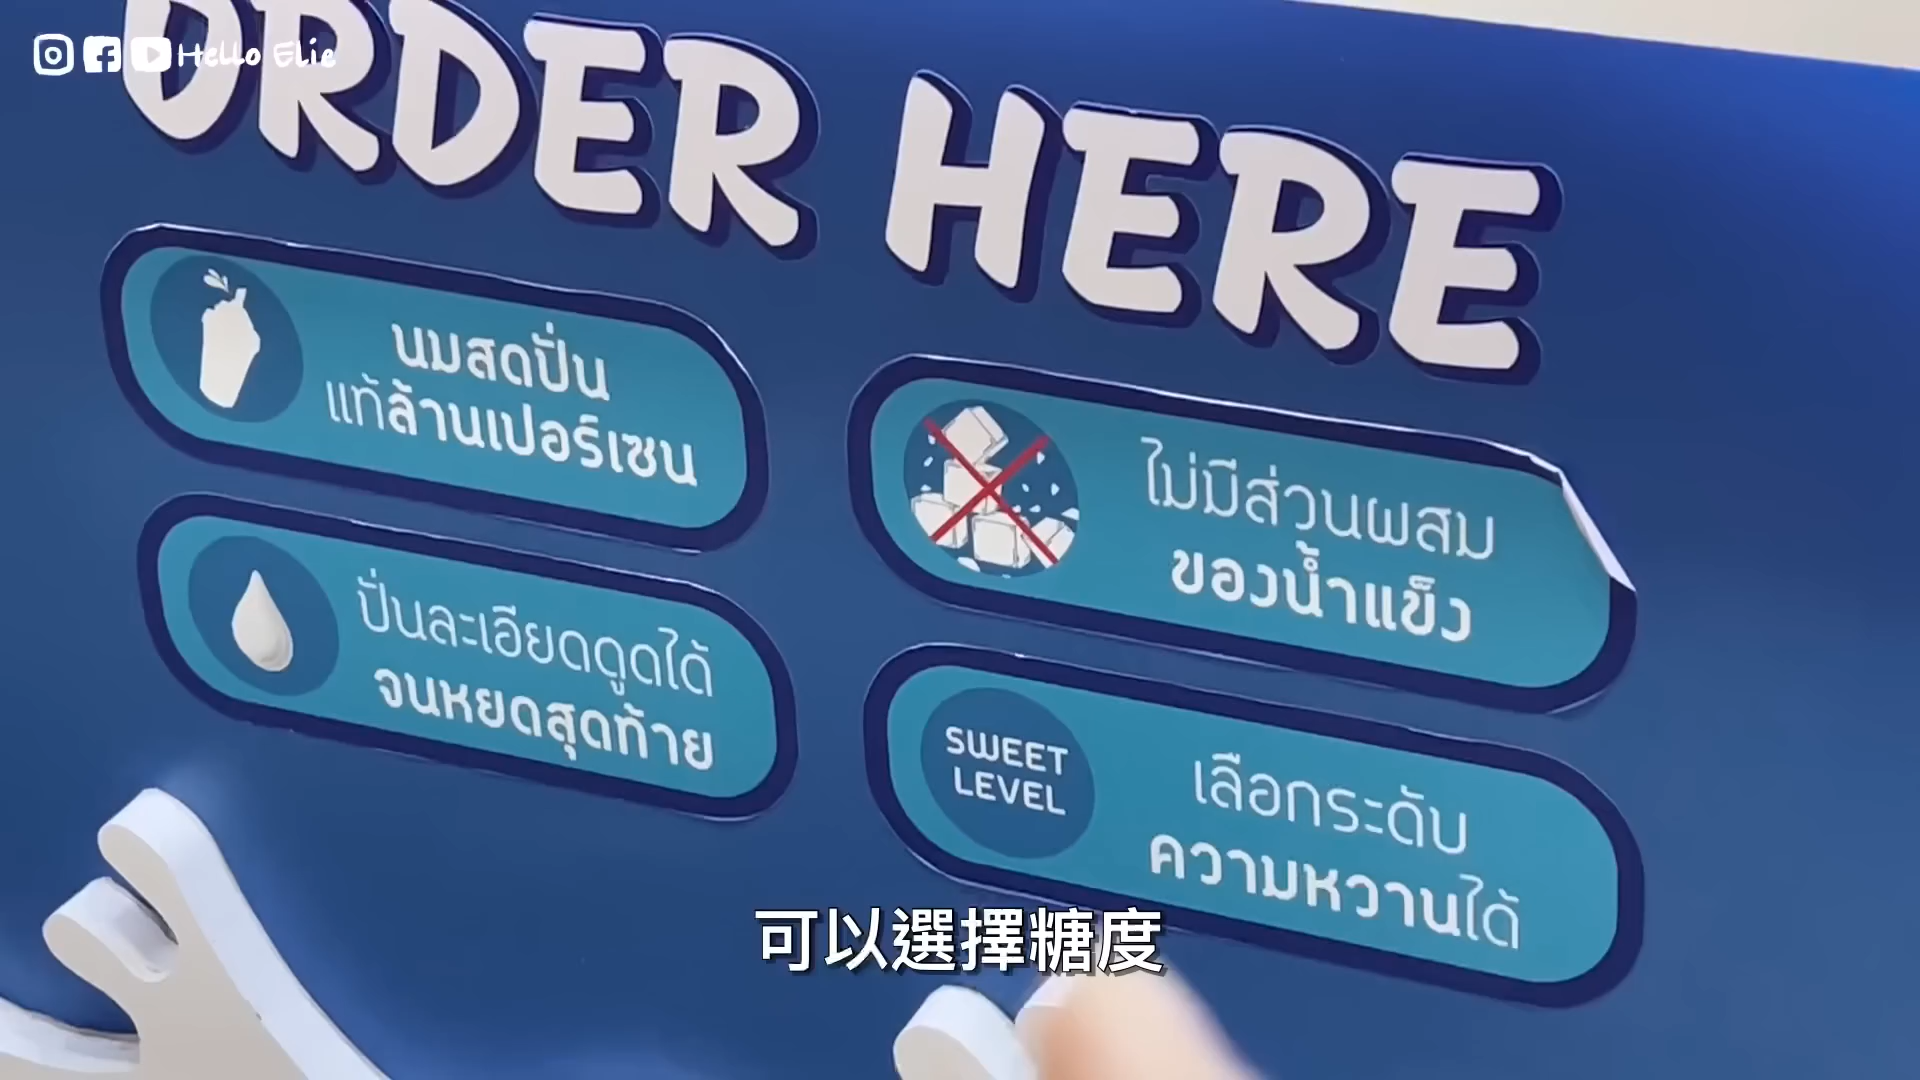 Hello Elie
ORDER HERE
นมสดปั่น
แท้ล้านเปอร์เซน
ไม่มีส่วนผสม
ของน้ำแข็ง
ปั่นละเอียดดูดได้
จนหยดสุดท้าย
SWEET
LEVEL
เลือกระดับ
ความหวานได้
可以選擇糖度